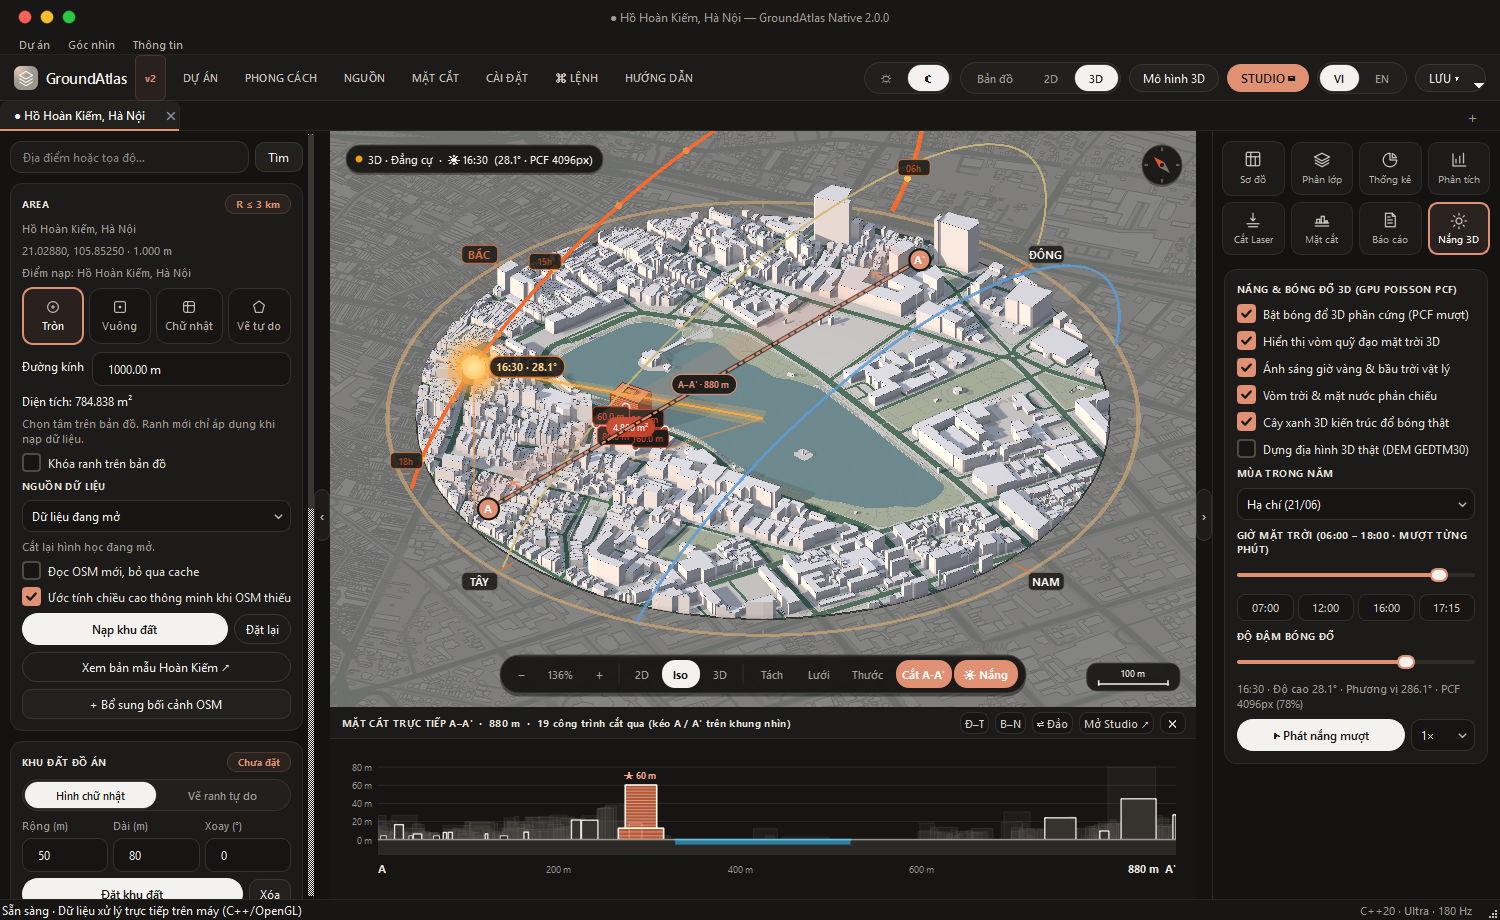 ● Hồ Hoàn Kiếm, Hà Nội — GroundAtlas Native 2.0.0
Dự án Góc nhìn Thông tin
GroundAtlas v2 DỰ ÁN PHONG CÁCH NGUỒN MẶT CẮT CÀI ĐẶT ⌘ LỆNH HƯỚNG DẪN Bản đồ 2D 3D Mô hình 3D STUDIO VI EN LƯU
● Hồ Hoàn Kiếm, Hà Nội
Địa điểm hoặc tọa độ... Tìm
AREA R ≤ 3 km
Hồ Hoàn Kiếm, Hà Nội
21.02880, 105.85250 · 1.000 m
Điểm nạp: Hồ Hoàn Kiếm, Hà Nội
Tròn Vuông Chữ nhật Vẽ tự do
Đường kính 1000.00 m
Diện tích: 784.838 m²
Chọn tâm trên bản đồ. Ranh mới chỉ áp dụng khi
nạp dữ liệu.
Khóa ranh trên bản đồ
NGUỒN DỮ LIỆU
Dữ liệu đang mở
Cắt lại hình học đang mở.
Đọc OSM mới, bỏ qua cache
Ước tính chiều cao thông minh khi OSM thiếu
Nạp khu đất Đặt lại
Xem bản mẫu Hoàn Kiếm ↗
+ Bổ sung bối cảnh OSM
KHU ĐẤT ĐỒ ÁN Chưa đặt
Hình chữ nhật Vẽ ranh tự do
Rộng (m) Dài (m) Xoay (°)
50 80 0
Đặt khu đất Xóa
3D · Đẳng cự · ☀ 16:30 (28.1° · PCF 4096px)
06h
BẮC 15h ĐÔNG
A'
16:30 · 28.1°
A–A' · 880 m
60.0 m
4.800 m²
60.0 m
18h
A
TÂY NAM
− 136% + 2D Iso 3D Tách Lưới Thước Cắt A-A' ☀ Nắng
100 m
MẶT CẮT TRỰC TIẾP A–A' · 880 m · 19 công trình cắt qua (kéo A / A' trên khung nhìn) Đ–T B–N ⇌ Đảo Mở Studio ↗ ✕
80 m
60 m
40 m
20 m
0 m
★ 60 m
A 200 m 400 m 600 m 880 m A'
Sơ đồ Phân lớp Thống kê Phân tích
Cắt Laser Mặt cắt Báo cáo Nắng 3D
NẮNG & BÓNG ĐỔ 3D (GPU POISSON PCF)
Bật bóng đổ 3D phần cứng (PCF mượt)
Hiển thị vòm quỹ đạo mặt trời 3D
Ánh sáng giờ vàng & bầu trời vật lý
Vòm trời & mặt nước phản chiếu
Cây xanh 3D kiến trúc đổ bóng thật
Dựng địa hình 3D thật (DEM GEDTM30)
MÙA TRONG NĂM
Hạ chí (21/06)
GIỜ MẶT TRỜI (06:00 – 18:00 · MƯỢT TỪNG
PHÚT)
07:00 12:00 16:00 17:15
ĐỘ ĐẬM BÓNG ĐỔ
16:30 · Độ cao 28.1° · Phương vị 286.1° · PCF
4096px (78%)
Phát nắng mượt 1×
Sẵn sàng · Dữ liệu xử lý trực tiếp trên máy (C++/OpenGL) C++20 · Ultra · 180 Hz